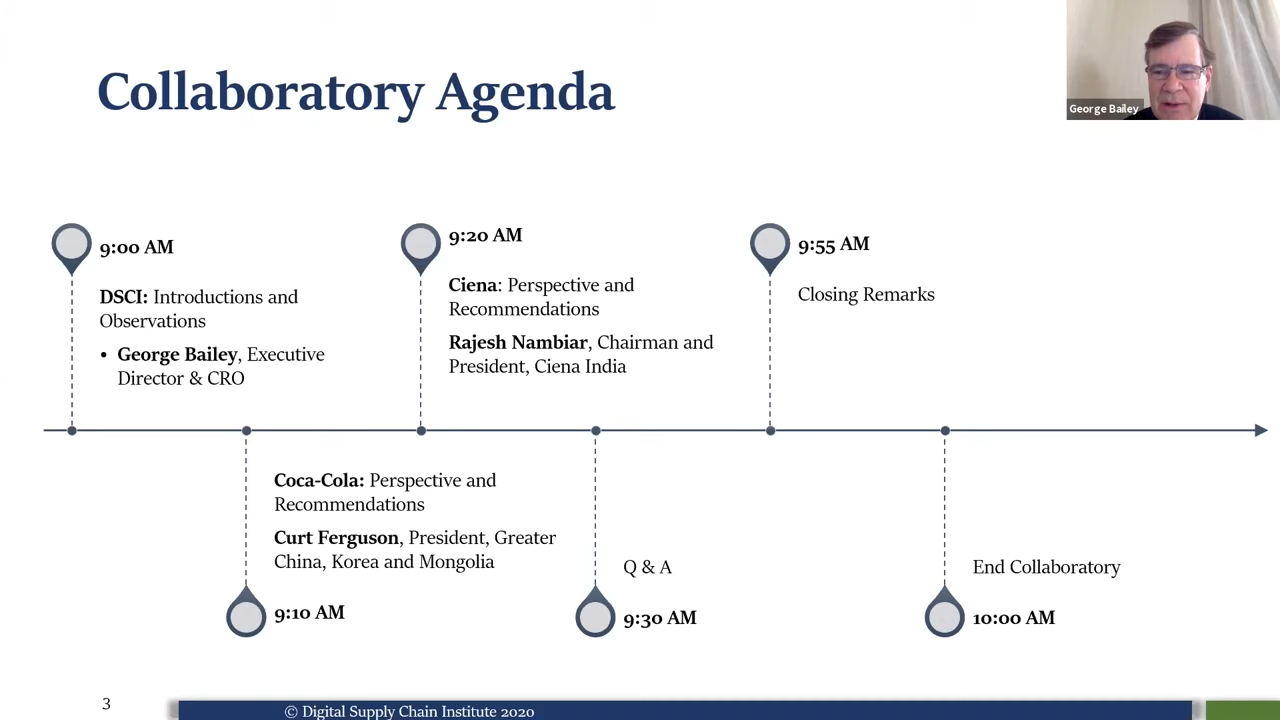 Collaboratory Agenda
George Bailey
9:00 AM
DSCI: Introductions and
Observations
• George Bailey, Executive
Director & CRO
9:20 AM
Ciena: Perspective and
Recommendations
Rajesh Nambiar, Chairman and
President, Ciena India
9:55 AM
Closing Remarks
Coca-Cola: Perspective and
Recommendations
Curt Ferguson, President, Greater
China, Korea and Mongolia
9:10 AM
Q & A
9:30 AM
End Collaboratory
10:00 AM
3
© Digital Supply Chain Institute 2020